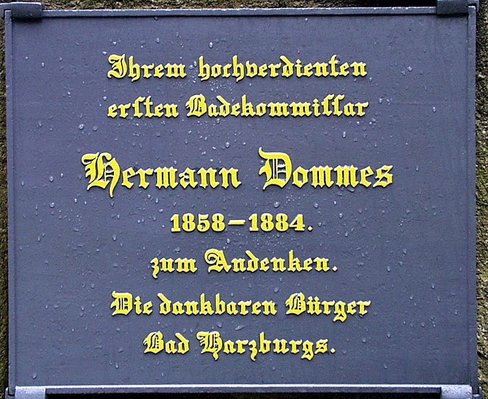 Ihrem hochverdienten
erſten Badekommiſſar
Hermann Dommes
1858–1884.
zum Andenken.
Die dankbaren Bürger
Bad Harzburgs.